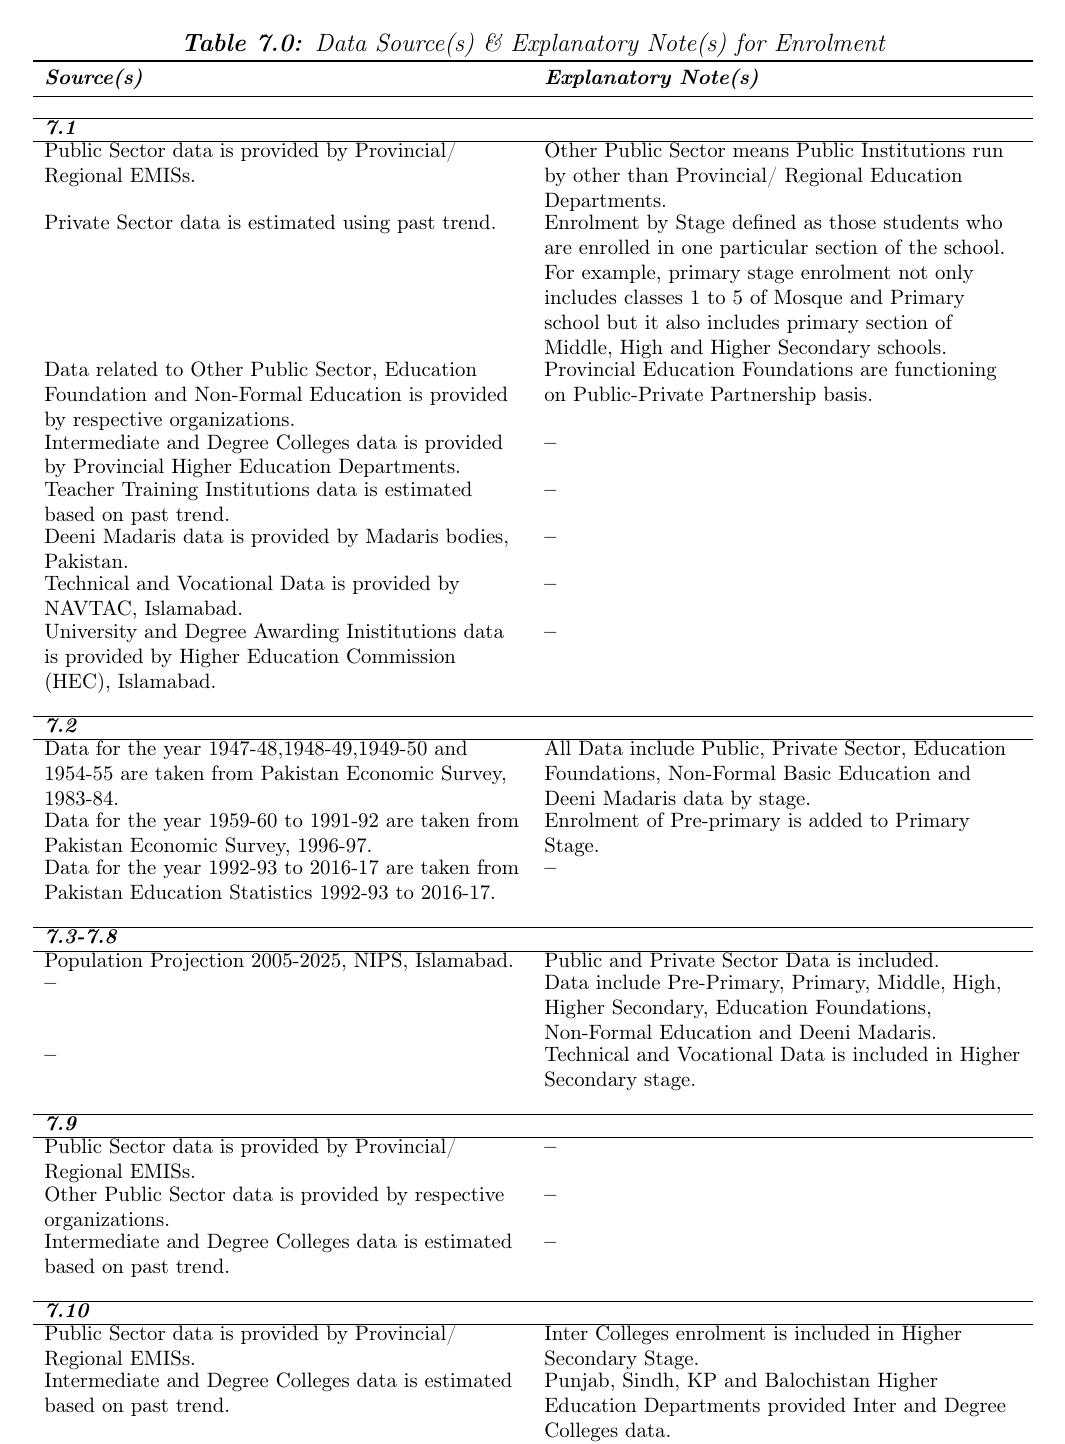 Table 7.0: Data Source(s) & Explanatory Note(s) for Enrolment
Source(s) Explanatory Note(s)
7.1
Public Sector data is provided by Provincial/ Other Public Sector means Public Institutions run
Regional EMISs. by other than Provincial/ Regional Education
Departments.
Private Sector data is estimated using past trend. Enrolment by Stage defined as those students who
are enrolled in one particular section of the school.
For example, primary stage enrolment not only
includes classes 1 to 5 of Mosque and Primary
school but it also includes primary section of
Middle, High and Higher Secondary schools.
Data related to Other Public Sector, Education Provincial Education Foundations are functioning
Foundation and Non-Formal Education is provided on Public-Private Partnership basis.
by respective organizations.
Intermediate and Degree Colleges data is provided –
by Provincial Higher Education Departments.
Teacher Training Institutions data is estimated –
based on past trend.
Deeni Madaris data is provided by Madaris bodies, –
Pakistan.
Technical and Vocational Data is provided by –
NAVTAC, Islamabad.
University and Degree Awarding Inistitutions data –
is provided by Higher Education Commission
(HEC), Islamabad.
7.2
Data for the year 1947-48,1948-49,1949-50 and All Data include Public, Private Sector, Education
1954-55 are taken from Pakistan Economic Survey, Foundations, Non-Formal Basic Education and
1983-84. Deeni Madaris data by stage.
Data for the year 1959-60 to 1991-92 are taken from Enrolment of Pre-primary is added to Primary
Pakistan Economic Survey, 1996-97. Stage.
Data for the year 1992-93 to 2016-17 are taken from –
Pakistan Education Statistics 1992-93 to 2016-17.
7.3-7.8
Population Projection 2005-2025, NIPS, Islamabad. Public and Private Sector Data is included.
– Data include Pre-Primary, Primary, Middle, High,
Higher Secondary, Education Foundations,
Non-Formal Education and Deeni Madaris.
– Technical and Vocational Data is included in Higher
Secondary stage.
7.9
Public Sector data is provided by Provincial/ –
Regional EMISs.
Other Public Sector data is provided by respective –
organizations.
Intermediate and Degree Colleges data is estimated –
based on past trend.
7.10
Public Sector data is provided by Provincial/ Inter Colleges enrolment is included in Higher
Regional EMISs. Secondary Stage.
Intermediate and Degree Colleges data is estimated Punjab, Sindh, KP and Balochistan Higher
based on past trend. Education Departments provided Inter and Degree
Colleges data.